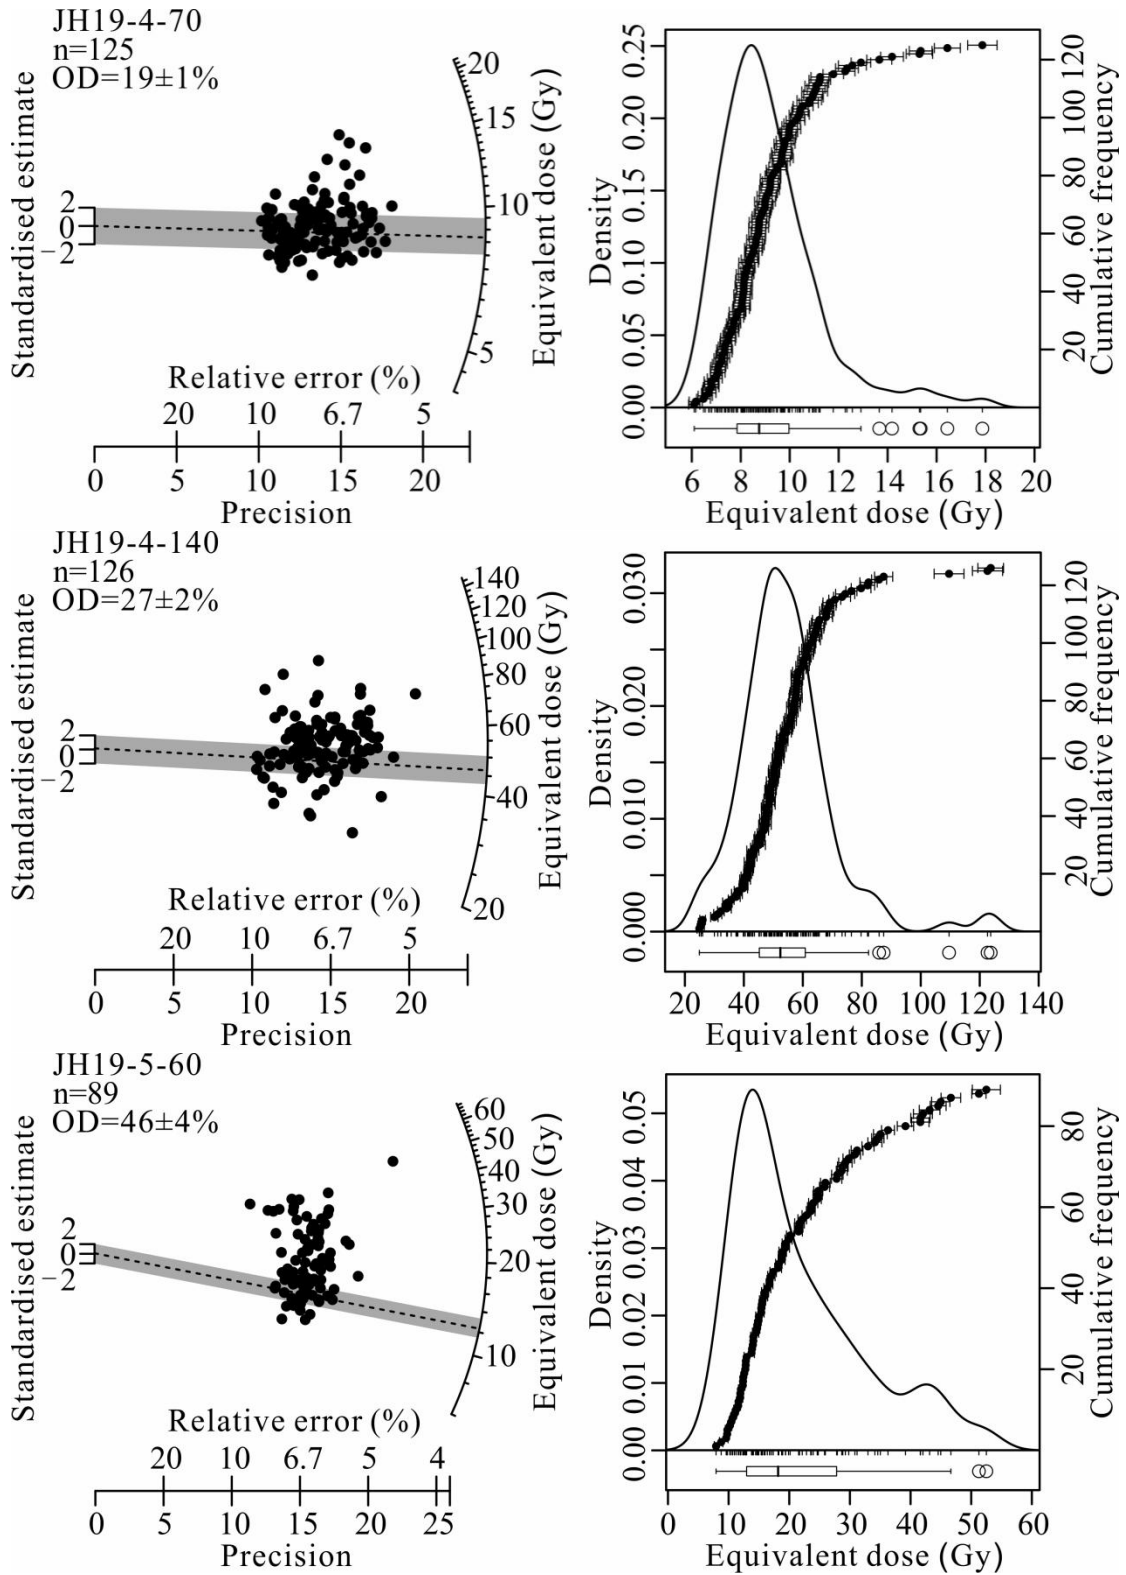 JH19-4-70
n=125
OD=19±1%
Standardised estimate
2
0
−2
20
15
10
5
Equivalent dose (Gy)
Relative error (%)
20 10 6.7 5
0 5 10 15 20
Precision
0.00 0.05 0.10 0.15 0.20 0.25
Density
20 40 60 80 100 120
Cumulative frequency
6 8 10 12 14 16 18 20
Equivalent dose (Gy)
JH19-4-140
n=126
OD=27±2%
Standardised estimate
2
0
−2
140
120
100
80
60
40
20
Equivalent dose (Gy)
Relative error (%)
20 10 6.7 5
0 5 10 15 20
Precision
0.000 0.010 0.020 0.030
Density
20 40 60 80 100 120
Cumulative frequency
20 40 60 80 100 120 140
Equivalent dose (Gy)
JH19-5-60
n=89
OD=46±4%
Standardised estimate
2
0
−2
60
50
40
30
20
10
Equivalent dose (Gy)
Relative error (%)
20 10 6.7 5 4
0 5 10 15 20 25
Precision
0.00 0.01 0.02 0.03 0.04 0.05
Density
20 40 60 80
Cumulative frequency
0 10 20 30 40 50 60
Equivalent dose (Gy)